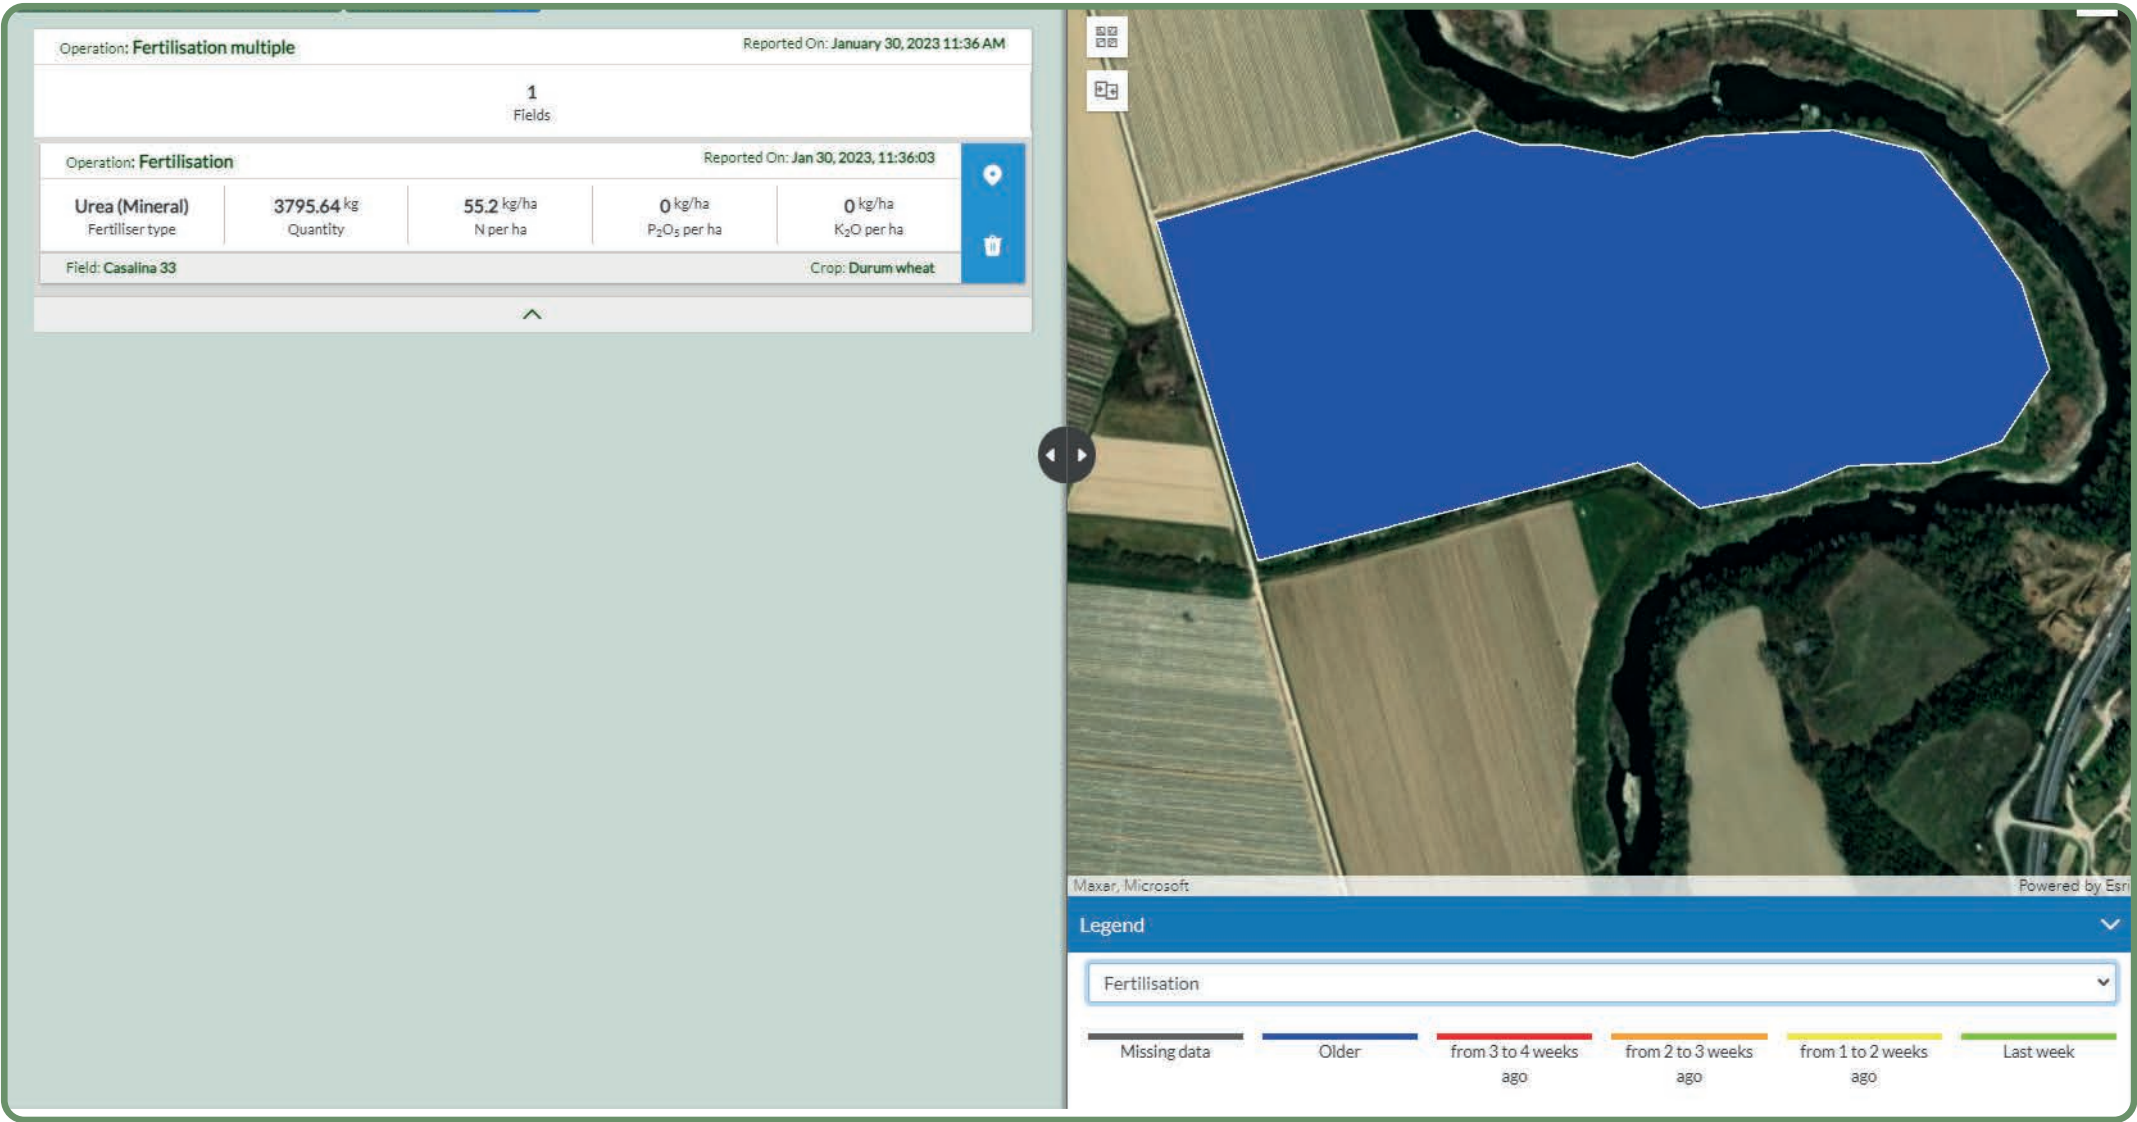 Operation: Fertilisation multiple
Reported On: January 30, 2023 11:36 AM
1
Fields
Operation: Fertilisation
Reported On: Jan 30, 2023, 11:36:03
Urea (Mineral)
Fertiliser type
3795.64 kg
Quantity
55.2 kg/ha
N per ha
0 kg/ha
P₂O₅ per ha
0 kg/ha
K₂O per ha
Field: Casalina 33
Crop: Durum wheat
Maxar, Microsoft
Powered by Esri
Legend
Fertilisation
Missing data
Older
from 3 to 4 weeks
ago
from 2 to 3 weeks
ago
from 1 to 2 weeks
ago
Last week